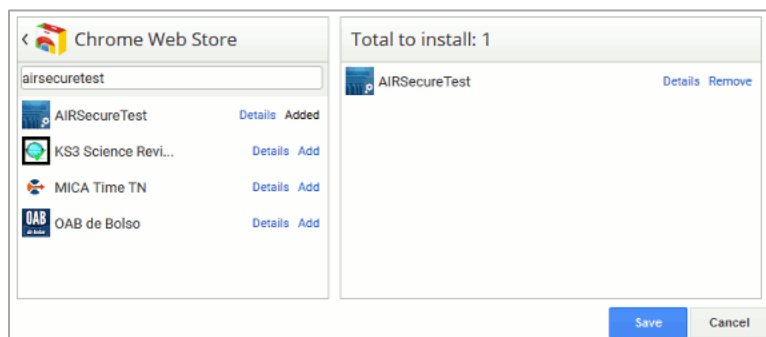 Chrome Web Store
airsecuretest
AIRSecureTest Details Added
KS3 Science Revi... Details Add
MICA Time TN Details Add
OAB de Bolso Details Add
Total to install: 1
AIRSecureTest Details Remove
Save Cancel